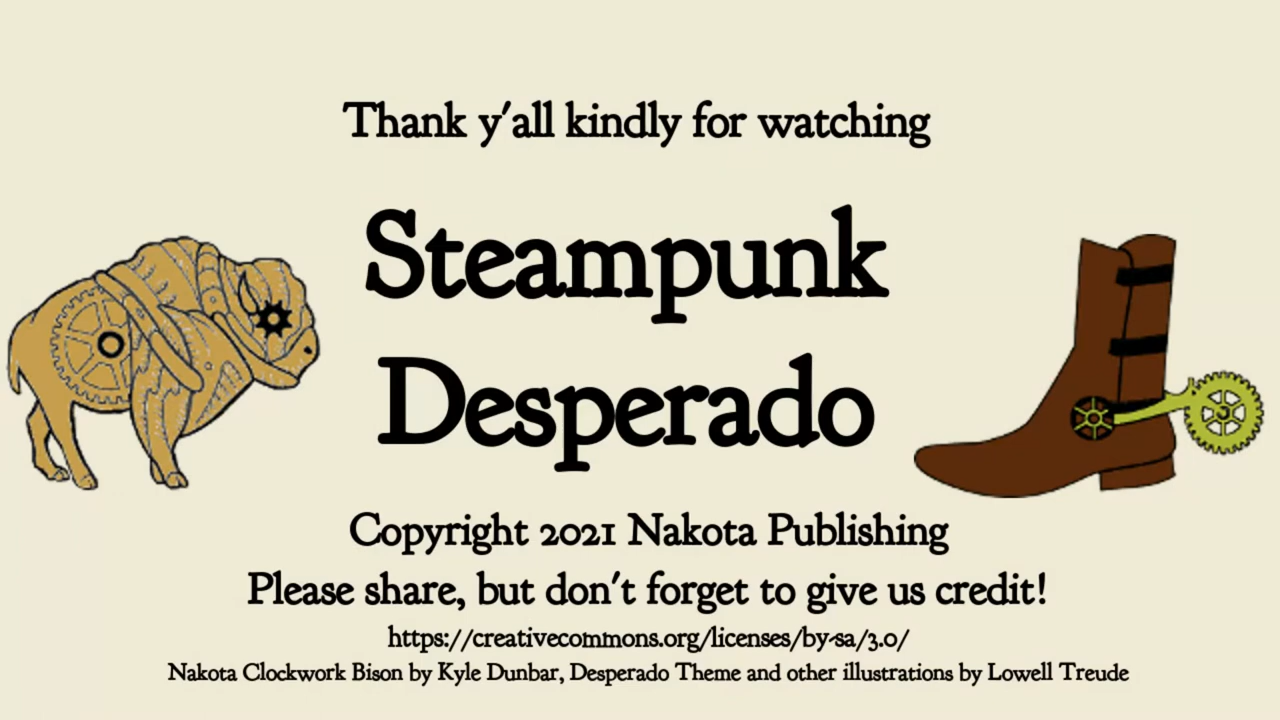 Thank y'all kindly for watching
Steampunk
Desperado
Copyright 2021 Nakota Publishing
Please share, but don't forget to give us credit!
https://creativecommons.org/licenses/by-sa/3.0/
Nakota Clockwork Bison by Kyle Dunbar, Desperado Theme and other illustrations by Lowell Treude